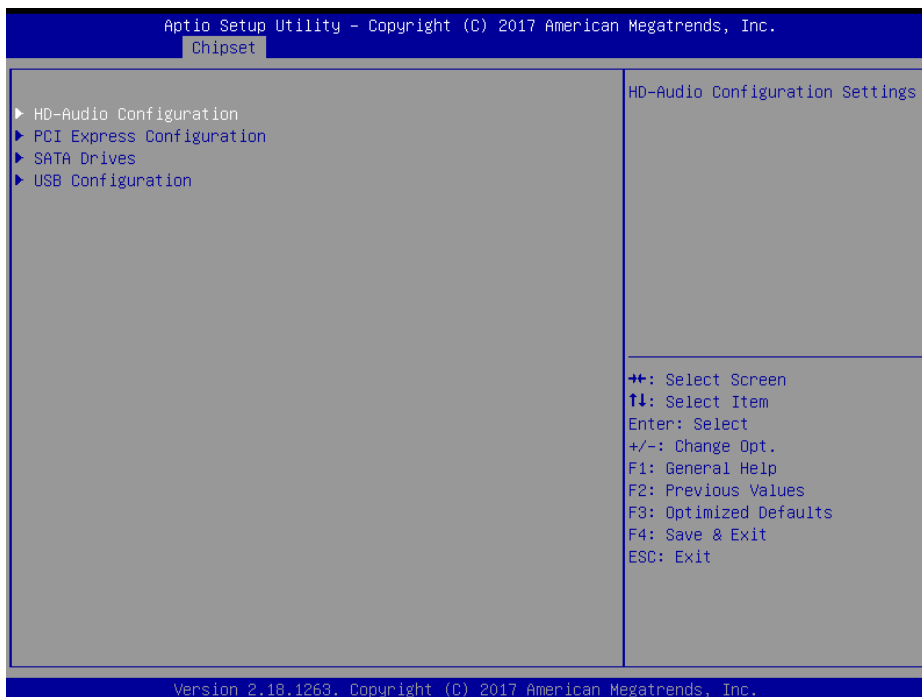 Aptio Setup Utility – Copyright (C) 2017 American Megatrends, Inc.
Chipset
HD-Audio Configuration
PCI Express Configuration
SATA Drives
USB Configuration
HD-Audio Configuration Settings
→←: Select Screen
↑↓: Select Item
Enter: Select
+/-: Change Opt.
F1: General Help
F2: Previous Values
F3: Optimized Defaults
F4: Save & Exit
ESC: Exit
Version 2.18.1263. Copyright (C) 2017 American Megatrends, Inc.